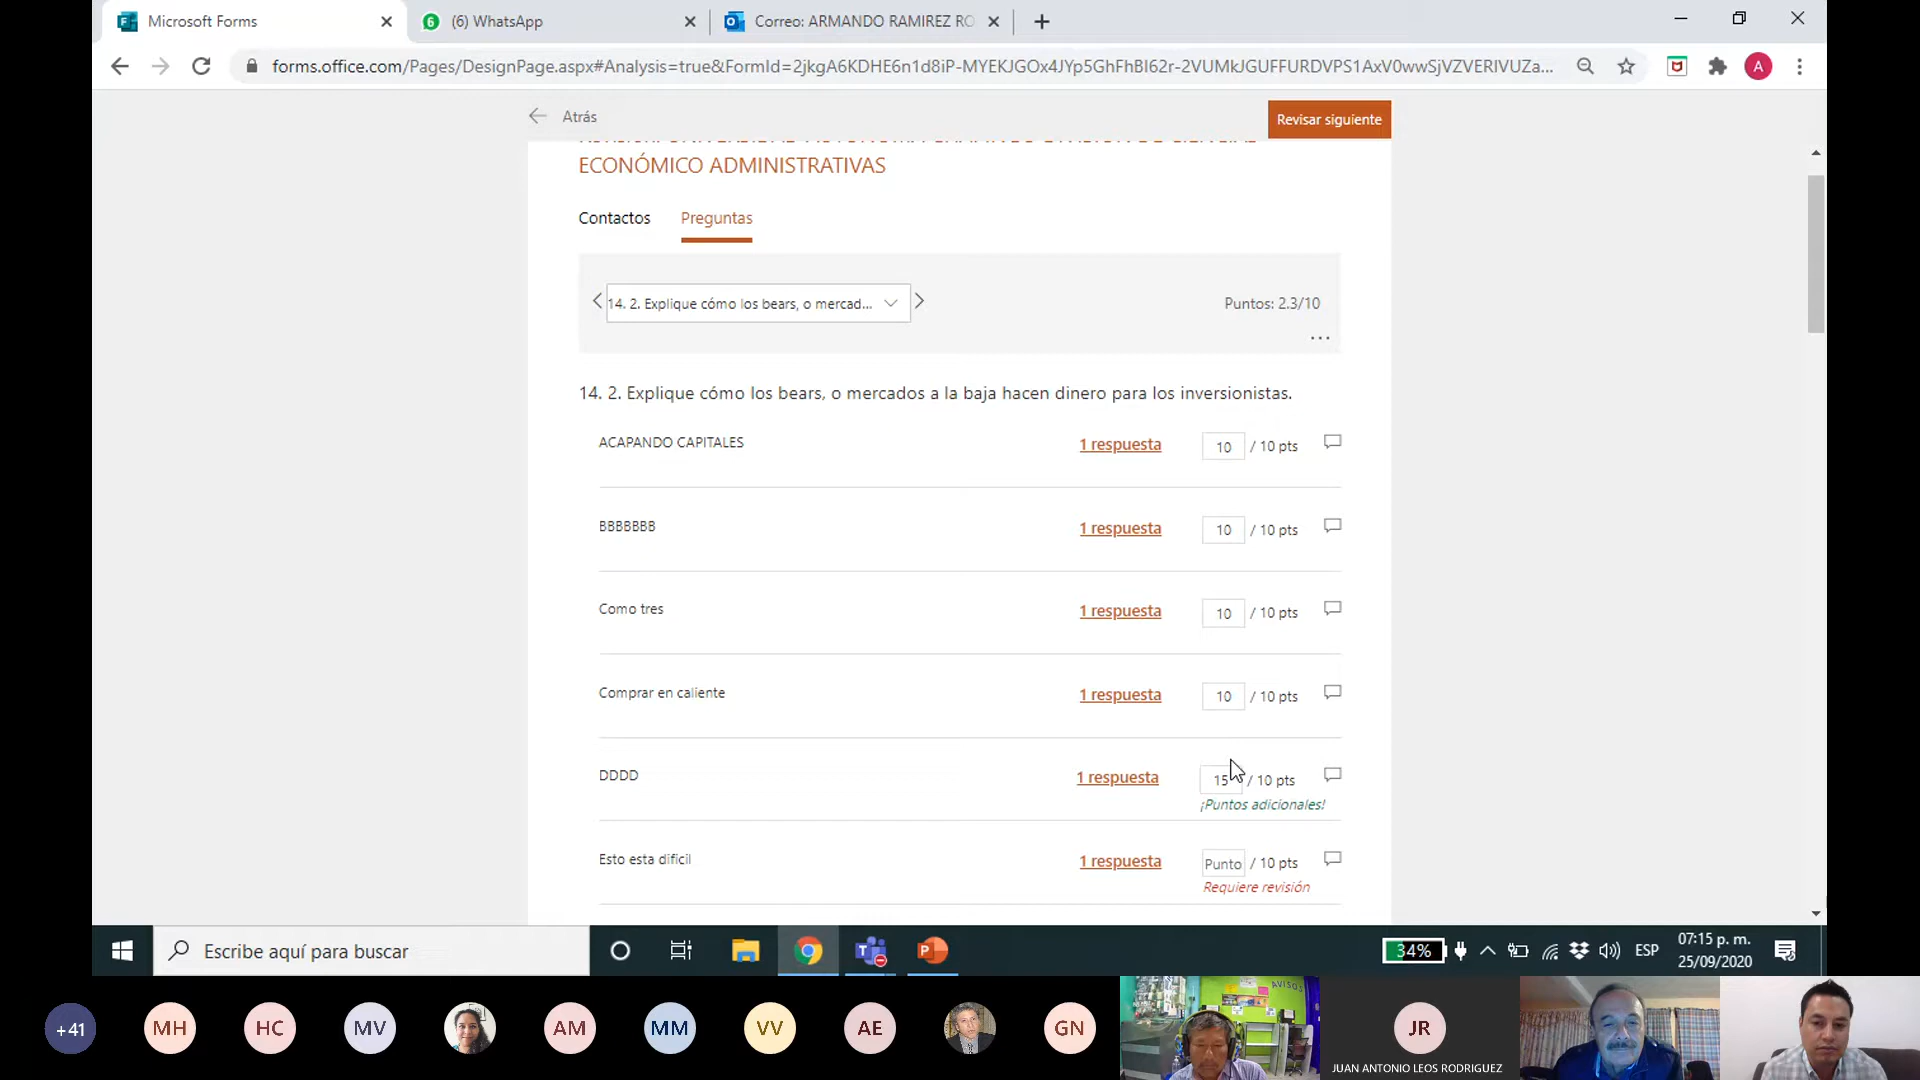 Microsoft Forms
6
(6) WhatsApp
Correo: ARMANDO RAMIREZ RO
forms.office.com/Pages/DesignPage.aspx#Analysis=true&FormId=2jkgA6KDHE6n1d8iP-MYEKJGOx4JYp5GhFhBI62r-2VUMkJGUFFURDVPS1AxV0wwSjVZVERIVUZa...
A
Atrás
Revisar siguiente
ECONÓMICO ADMINISTRATIVAS
Contactos
Preguntas
14. 2. Explique cómo los bears, o mercad...
Puntos: 2.3/10
...
14. 2. Explique cómo los bears, o mercados a la baja hacen dinero para los inversionistas.
ACAPANDO CAPITALES
1 respuesta
10 / 10 pts
BBBBBBB
1 respuesta
10 / 10 pts
Como tres
1 respuesta
10 / 10 pts
Comprar en caliente
1 respuesta
10 / 10 pts
DDDD
1 respuesta
15 / 10 pts
¡Puntos adicionales!
Esto esta dificil
1 respuesta
Punto / 10 pts
Requiere revisión
Escribe aquí para buscar
34%
ESP
07:15 p. m.
25/09/2020
+41
MH
HC
MV
AM
MM
VV
AE
GN
AVISOS
JR
JUAN ANTONIO LEOS RODRIGUEZ